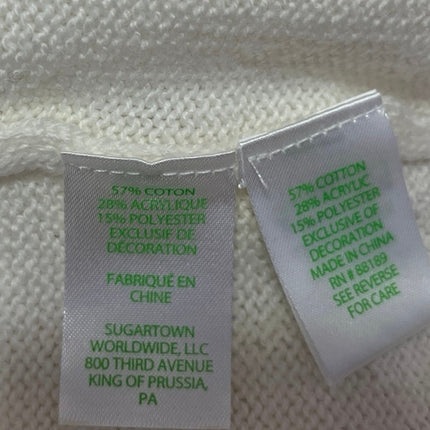 57% COTON
28% ACRYLIQUE
15% POLYESTER
EXCLUSIF DE
DÉCORATION
FABRIQUÉ EN
CHINE
SUGARTOWN
WORLDWIDE, LLC
800 THIRD AVENUE
KING OF PRUSSIA,
PA
57% COTTON
28% ACRYLIC
15% POLYESTER
EXCLUSIVE OF
DECORATION
MADE IN CHINA
RN # 88189
SEE REVERSE
FOR CARE